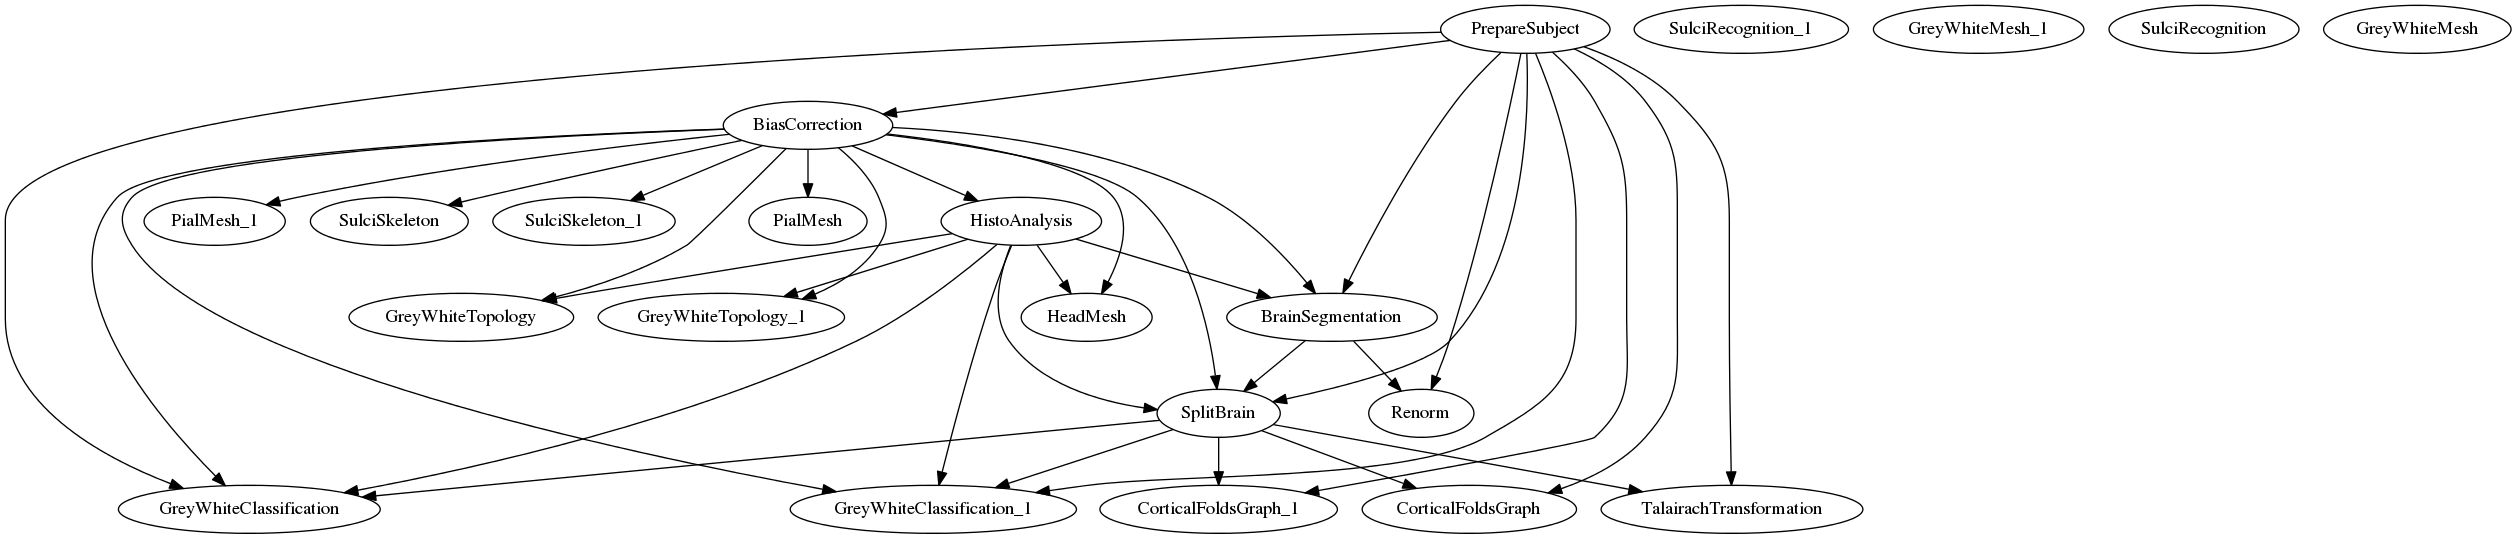 PrepareSubject
SulciRecognition_1
GreyWhiteMesh_1
SulciRecognition
GreyWhiteMesh
BiasCorrection
PialMesh_1
SulciSkeleton
SulciSkeleton_1
PialMesh
HistoAnalysis
GreyWhiteTopology
GreyWhiteTopology_1
HeadMesh
BrainSegmentation
SplitBrain
Renorm
GreyWhiteClassification
GreyWhiteClassification_1
CorticalFoldsGraph_1
CorticalFoldsGraph
TalairachTransformation